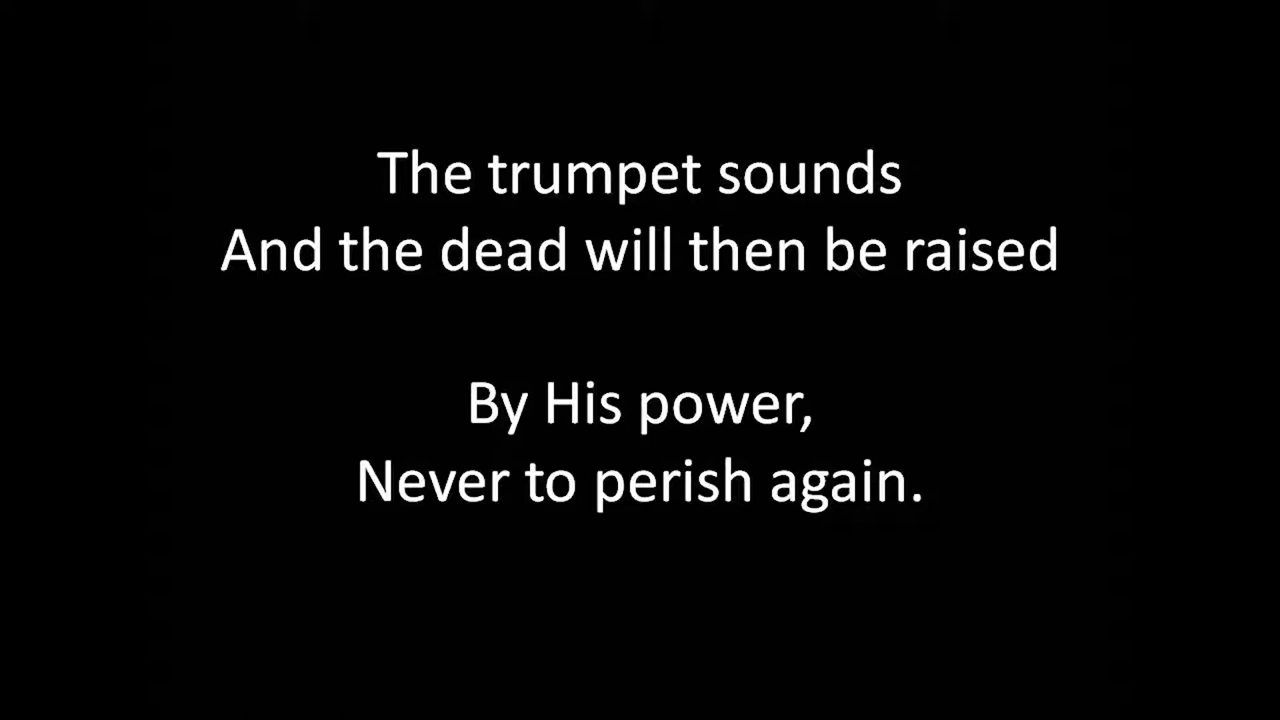 The trumpet sounds
And the dead will then be raised
By His power,
Never to perish again.